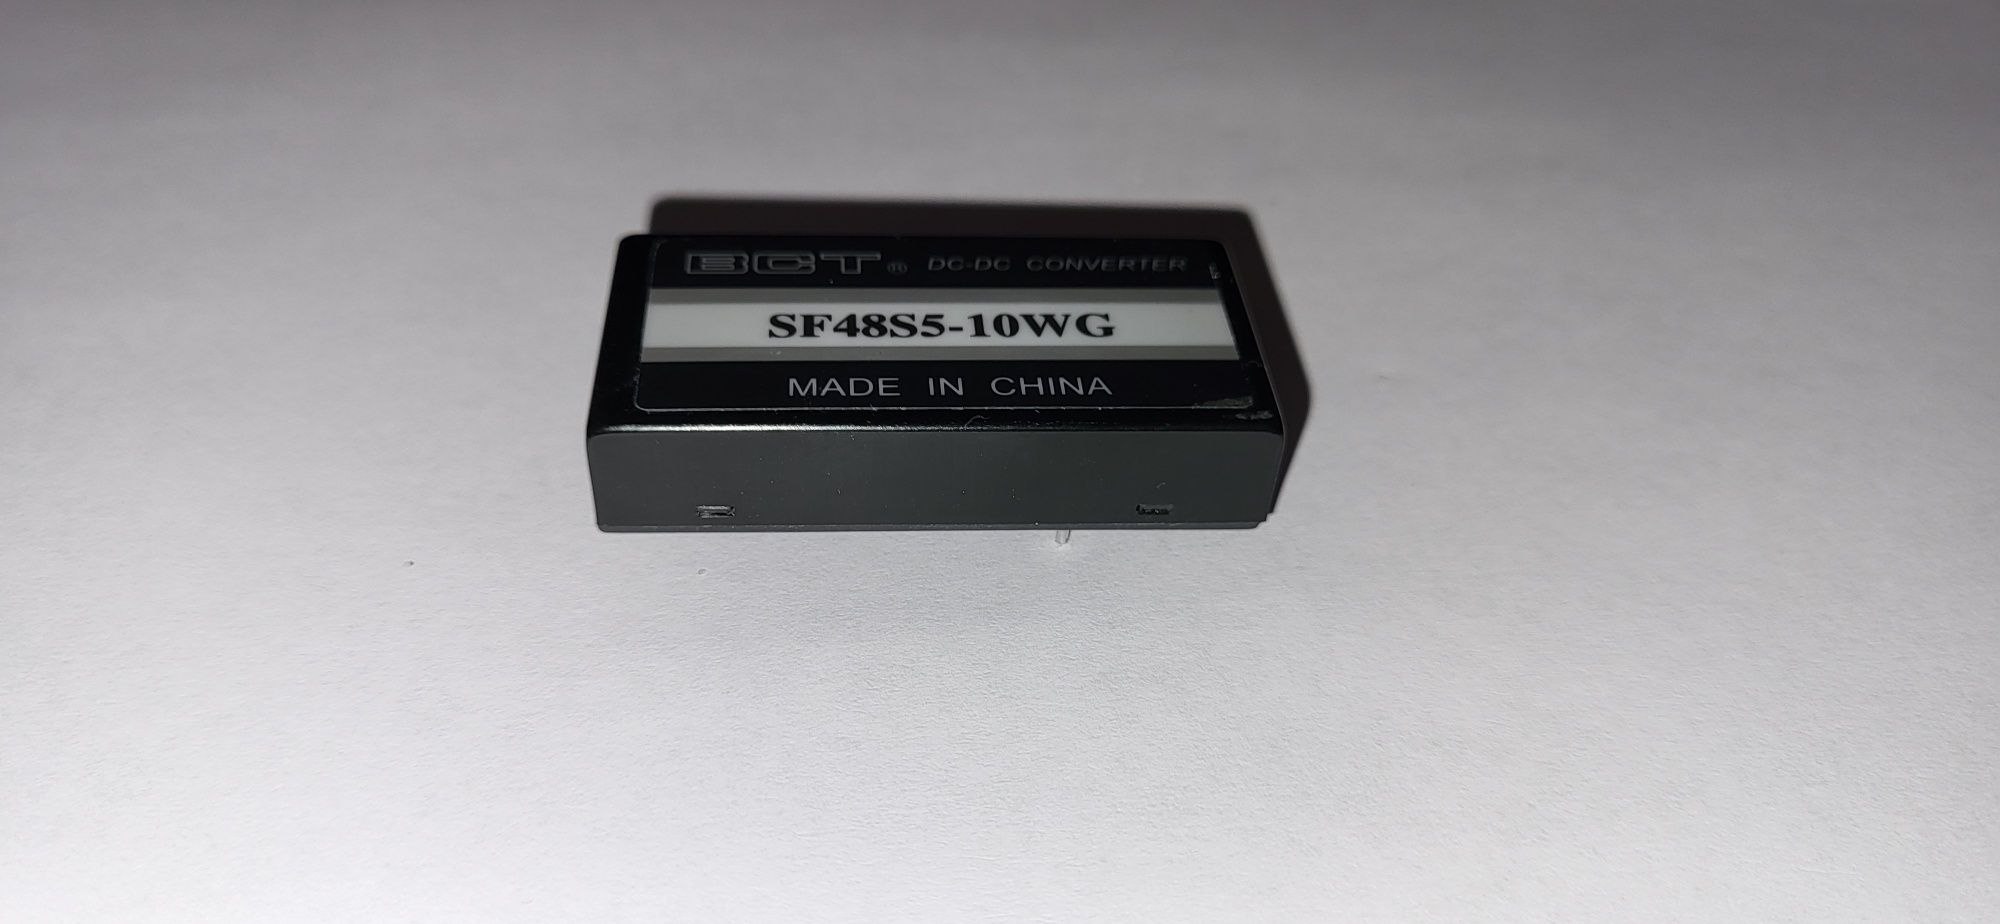 BCT® DC-DC CONVERTER
SF48S5-10WG
MADE IN CHINA